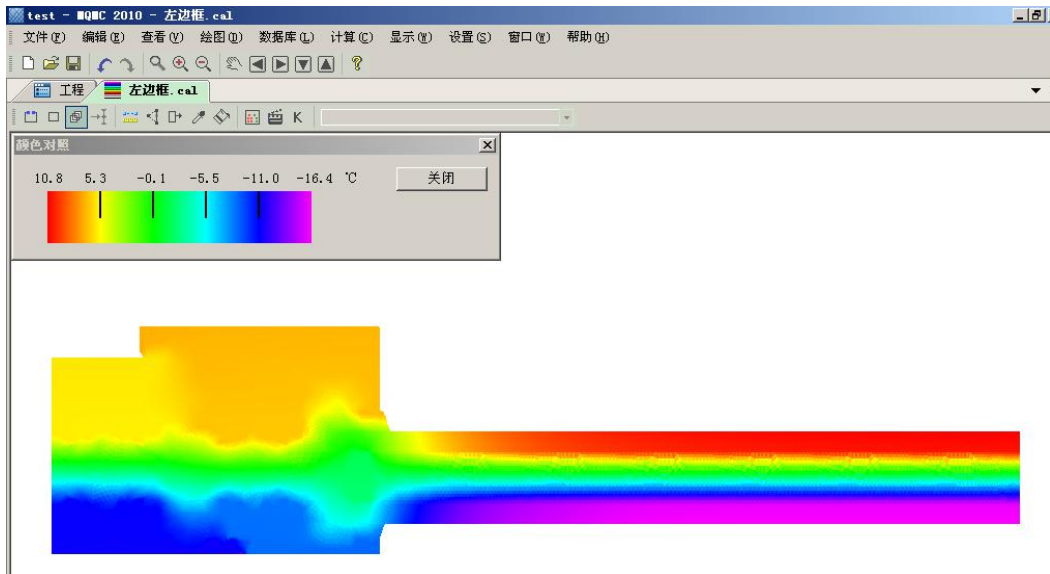 test - MQMC 2010 - 左边框.cal
文件(F) 编辑(E) 查看(V) 绘图(D) 数据库(L) 计算(C) 显示(W) 设置(S) 窗口(W) 帮助(H)
工程 左边框.cal
K
颜色对照
10.8 5.3 -0.1 -5.5 -11.0 -16.4 ℃ 关闭